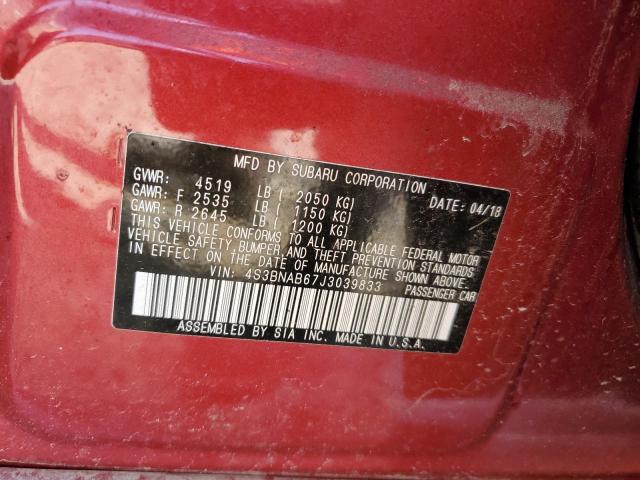 MFD BY SUBARU CORPORATION DATE: 04/18
GVWR: 4519 LB ( 2050 KG)
GAWR: F 2535 LB ( 1150 KG)
GAWR: R 2645 LB ( 1200 KG)
THIS VEHICLE CONFORMS TO ALL APPLICABLE FEDERAL MOTOR
VEHICLE SAFETY, BUMPER, AND THEFT PREVENTION STANDARDS
IN EFFECT ON THE DATE OF MANUFACTURE SHOWN ABOVE.
VIN: 4S3BNAB67J3039833 PASSENGER CAR
ASSEMBLED BY SIA INC. MADE IN U.S.A.